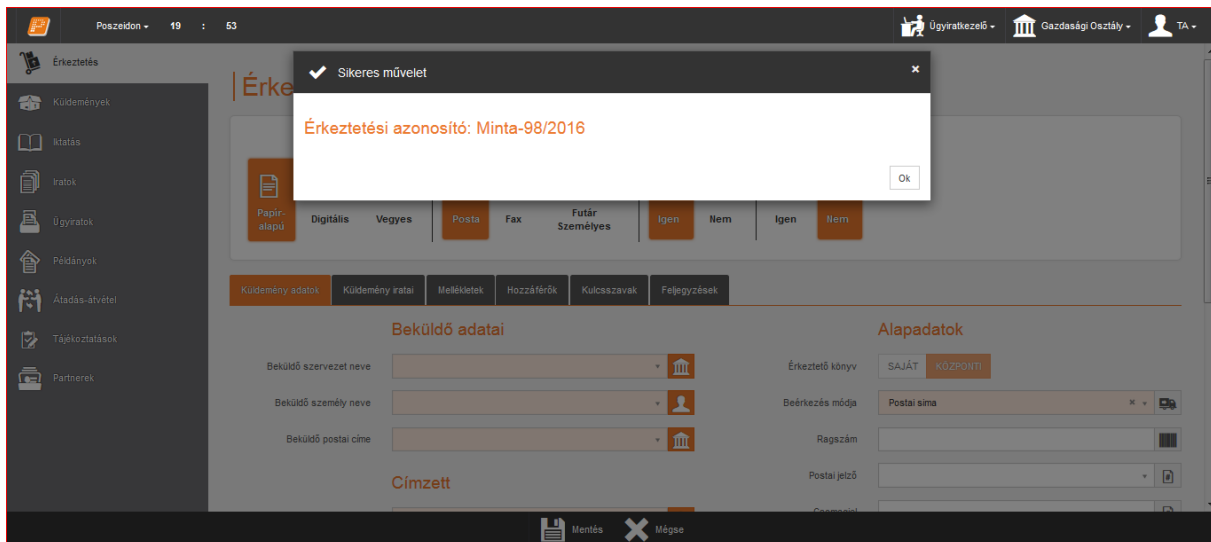 Poszeidon 19 : 53
Ügyiratkezelő
Gazdasági Osztály
TA
Érkeztetés
Küldemények
Iktatás
Iratok
Ügyiratok
Példányok
Átadás-átvétel
Tájékoztatások
Partnerek
Sikeres művelet
Érkeztetési azonosító: Minta-98/2016
Ok
Papír-
alapú
Digitális
Vegyes
Posta
Fax
Futár
Személyes
Igen
Nem
Igen
Nem
Küldemény adatok
Küldemény iratai
Mellékletek
Hozzáférők
Kulcsszavak
Feljegyzések
Beküldő adatai
Beküldő szervezet neve
Beküldő személy neve
Beküldő postai címe
Címzett
Alapadatok
Érkeztető könyv SAJÁT KÖZPONTI
Beérkezés módja Postai sima
Ragszám
Postai jelző
Mentés
Mégse